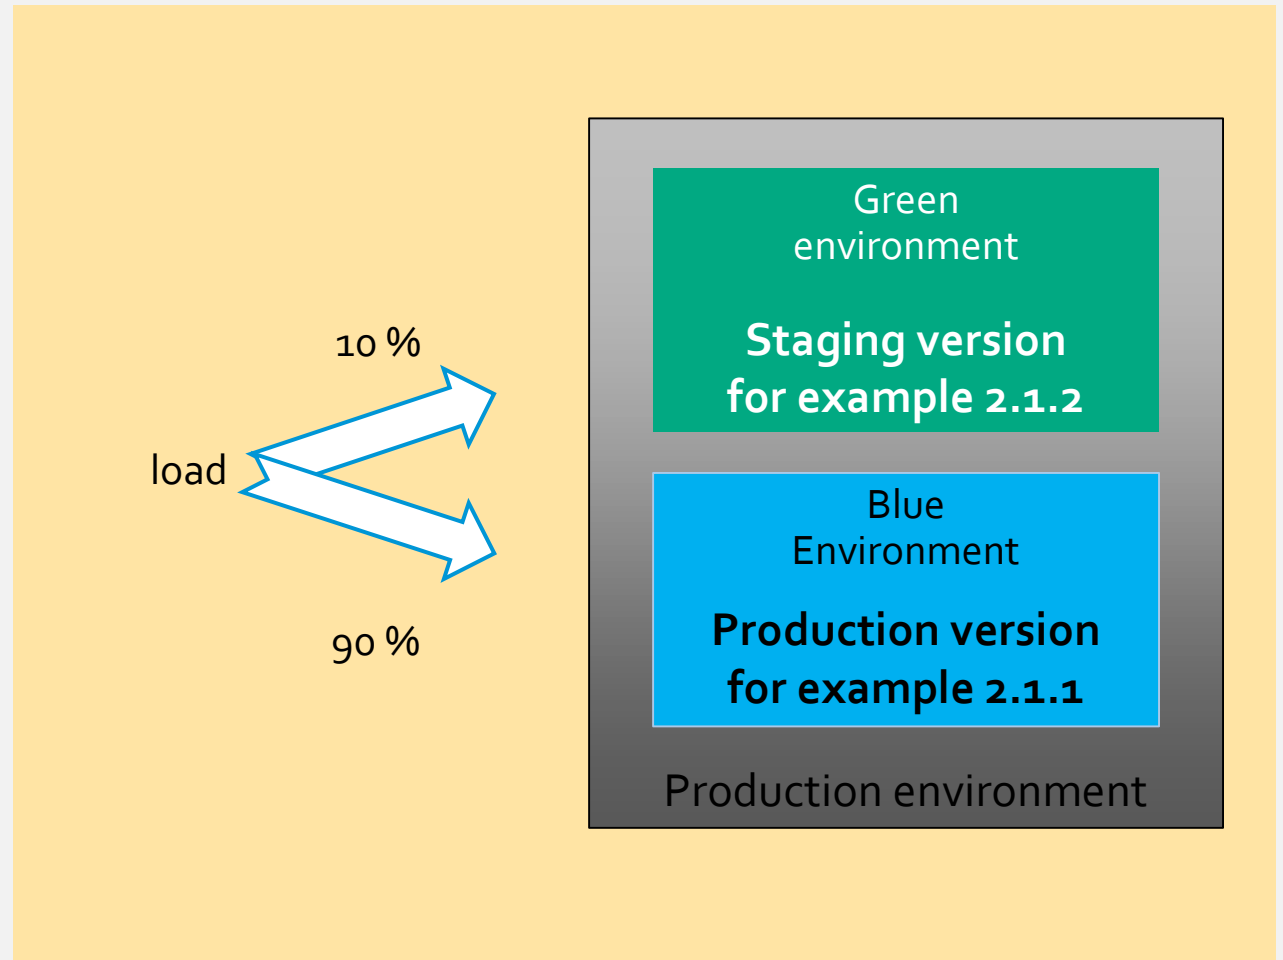 10 %
load
90 %
Green
environment
Staging version
for example 2.1.2
Blue
Environment
Production version
for example 2.1.1
Production environment